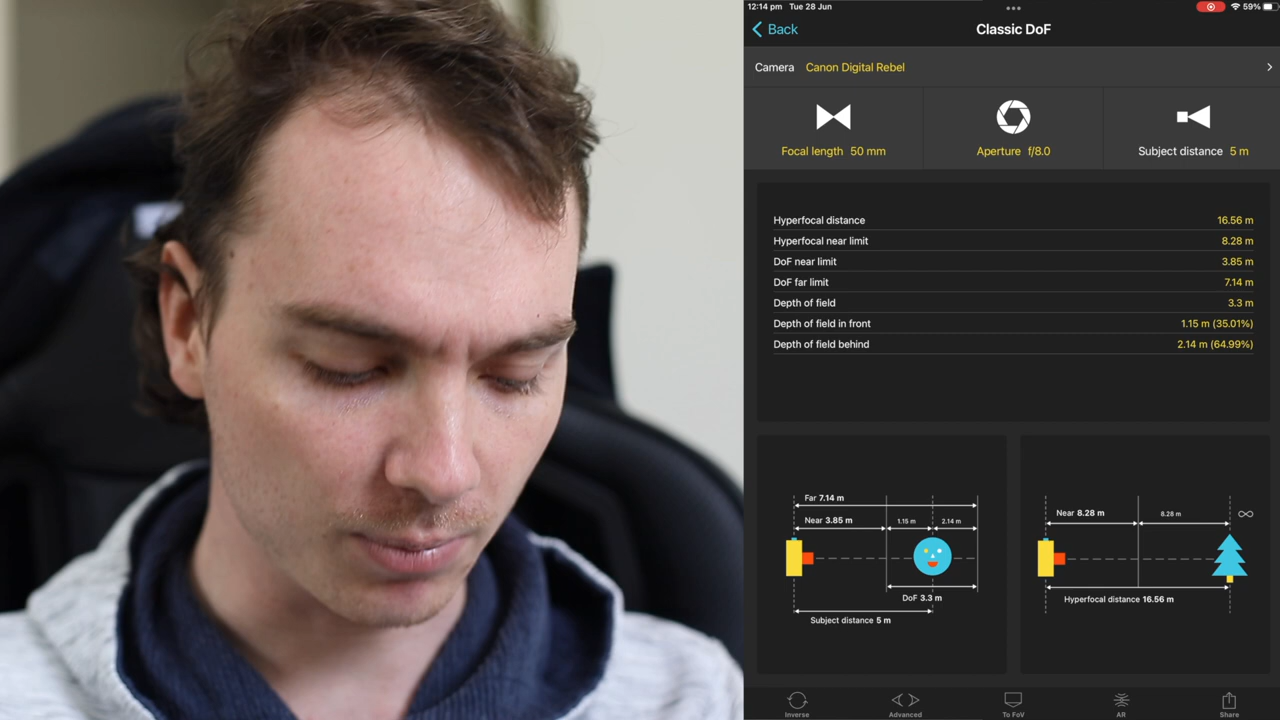 12:14 pm Tue 28 Jun
59%
Back
Classic DoF
Camera Canon Digital Rebel
Focal length 50 mm
Aperture f/8.0
Subject distance 5 m
Hyperfocal distance 16.56 m
Hyperfocal near limit 8.28 m
DoF near limit 3.85 m
DoF far limit 7.14 m
Depth of field 3.3 m
Depth of field in front 1.15 m (35.01%)
Depth of field behind 2.14 m (64.99%)
Far 7.14 m
Near 3.85 m 1.15 m 2.14 m
DoF 3.3 m
Subject distance 5 m
Near 8.28 m 8.28 m ∞
Hyperfocal distance 16.56 m
Inverse
Advanced
To FoV
AR
Share